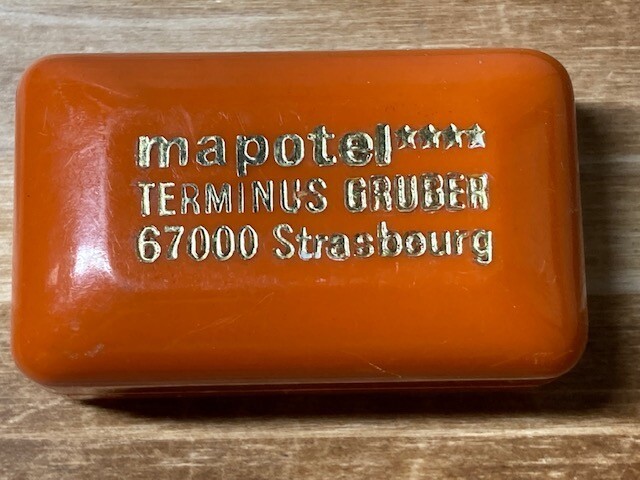 mapotel****
TERMINUS GRUBER
67000 Strasbourg